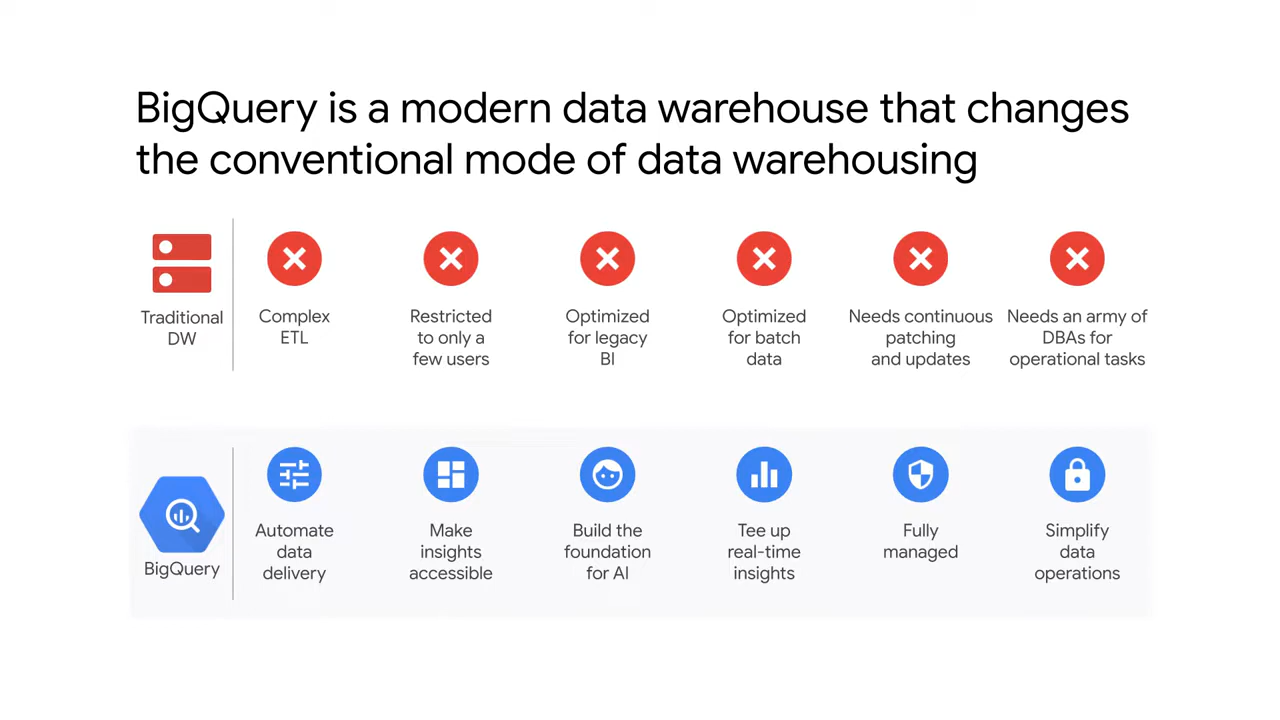 BigQuery is a modern data warehouse that changes
the conventional mode of data warehousing
Traditional
DW
Complex
ETL
Restricted
to only a
few users
Optimized
for legacy
BI
Optimized
for batch
data
Needs continuous
patching
and updates
Needs an army of
DBAs for
operational tasks
BigQuery
Automate
data
delivery
Make
insights
accessible
Build the
foundation
for AI
Tee up
real-time
insights
Fully
managed
Simplify
data
operations